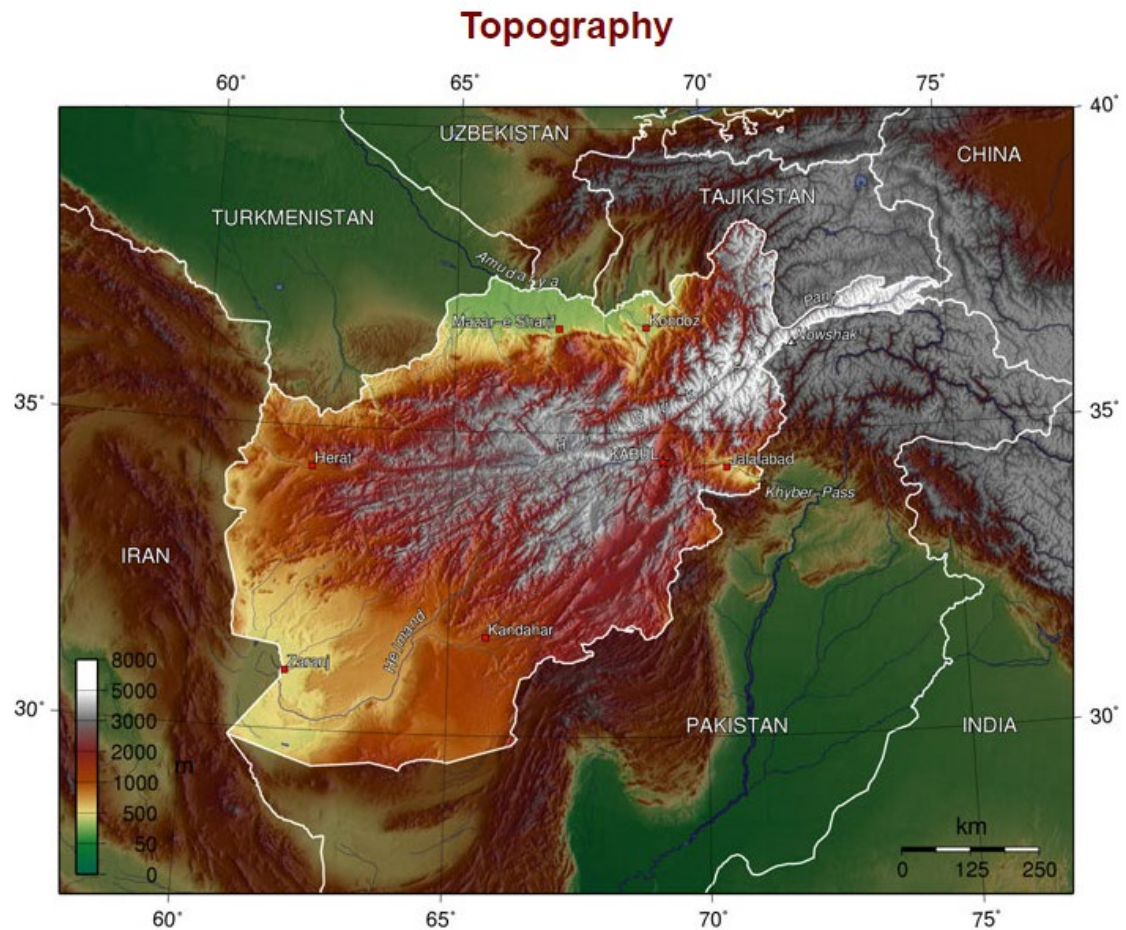 Topography
60° 65° 70° 75°
40°
UZBEKISTAN
CHINA
TAJIKISTAN
TURKMENISTAN
Amudarya
Panj
Mazar-e Sharif
Kondoz
Nowshak
35° 35°
KABUL
Herat
Jalalabad
Khyber-Pass
IRAN
Helmand
Kandahar
Zaranj
8000
5000
3000
2000
1000
500
50
0
m
30° 30°
PAKISTAN
INDIA
km
0 125 250
60° 65° 70° 75°